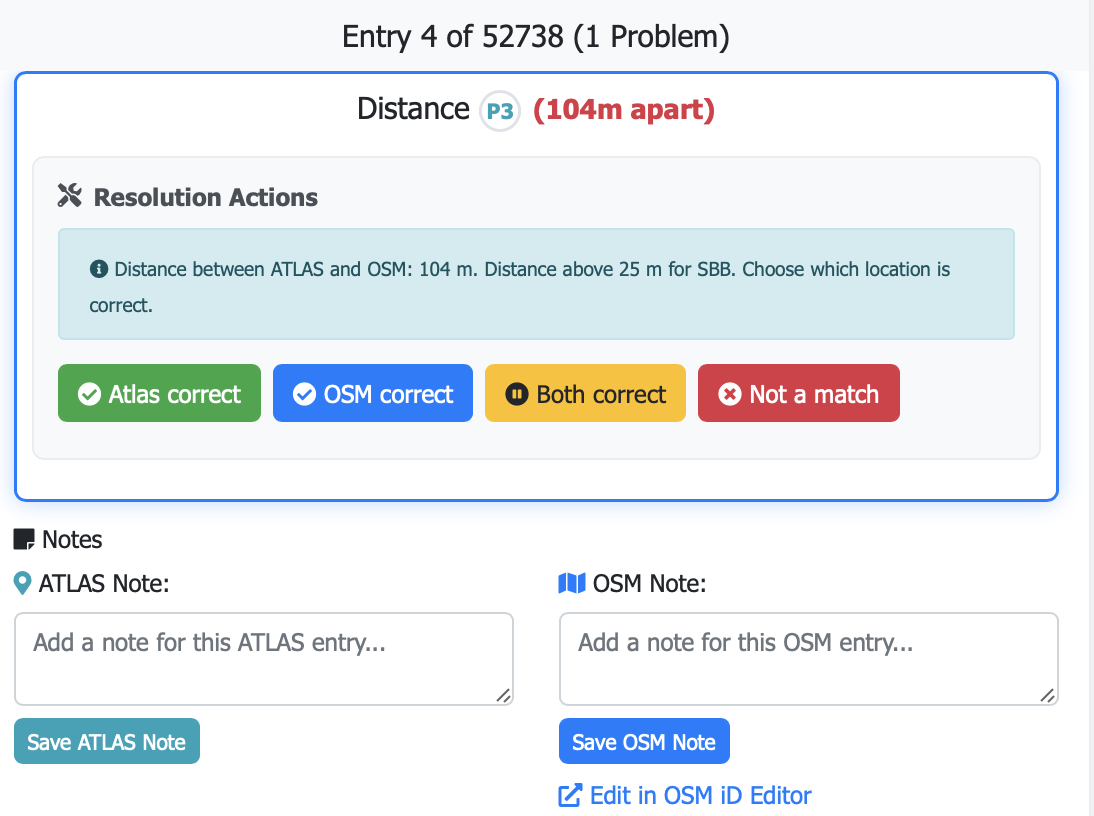 Entry 4 of 52738 (1 Problem)
Distance P3 (104m apart)
Resolution Actions
Distance between ATLAS and OSM: 104 m. Distance above 25 m for SBB. Choose which location is
correct.
Atlas correct OSM correct Both correct Not a match
Notes
ATLAS Note:
Add a note for this ATLAS entry...
Save ATLAS Note
OSM Note:
Add a note for this OSM entry...
Save OSM Note
Edit in OSM iD Editor